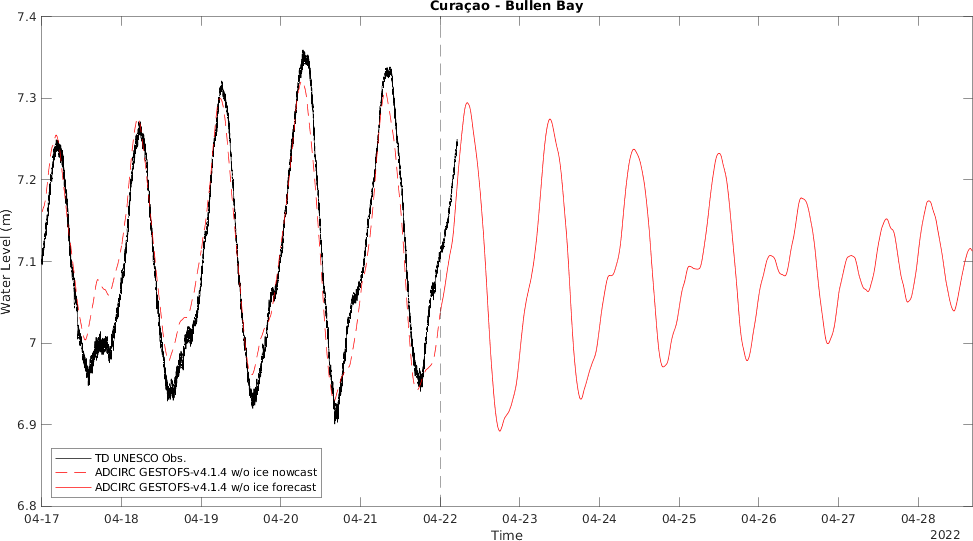 Curaçao - Bullen Bay
Water Level (m)
7.4
7.3
7.2
7.1
7
6.9
6.8
TD UNESCO Obs.
ADCIRC GESTOFS-v4.1.4 w/o ice nowcast
ADCIRC GESTOFS-v4.1.4 w/o ice forecast
04-17 04-18 04-19 04-20 04-21 04-22 04-23 04-24 04-25 04-26 04-27 04-28
Time
2022